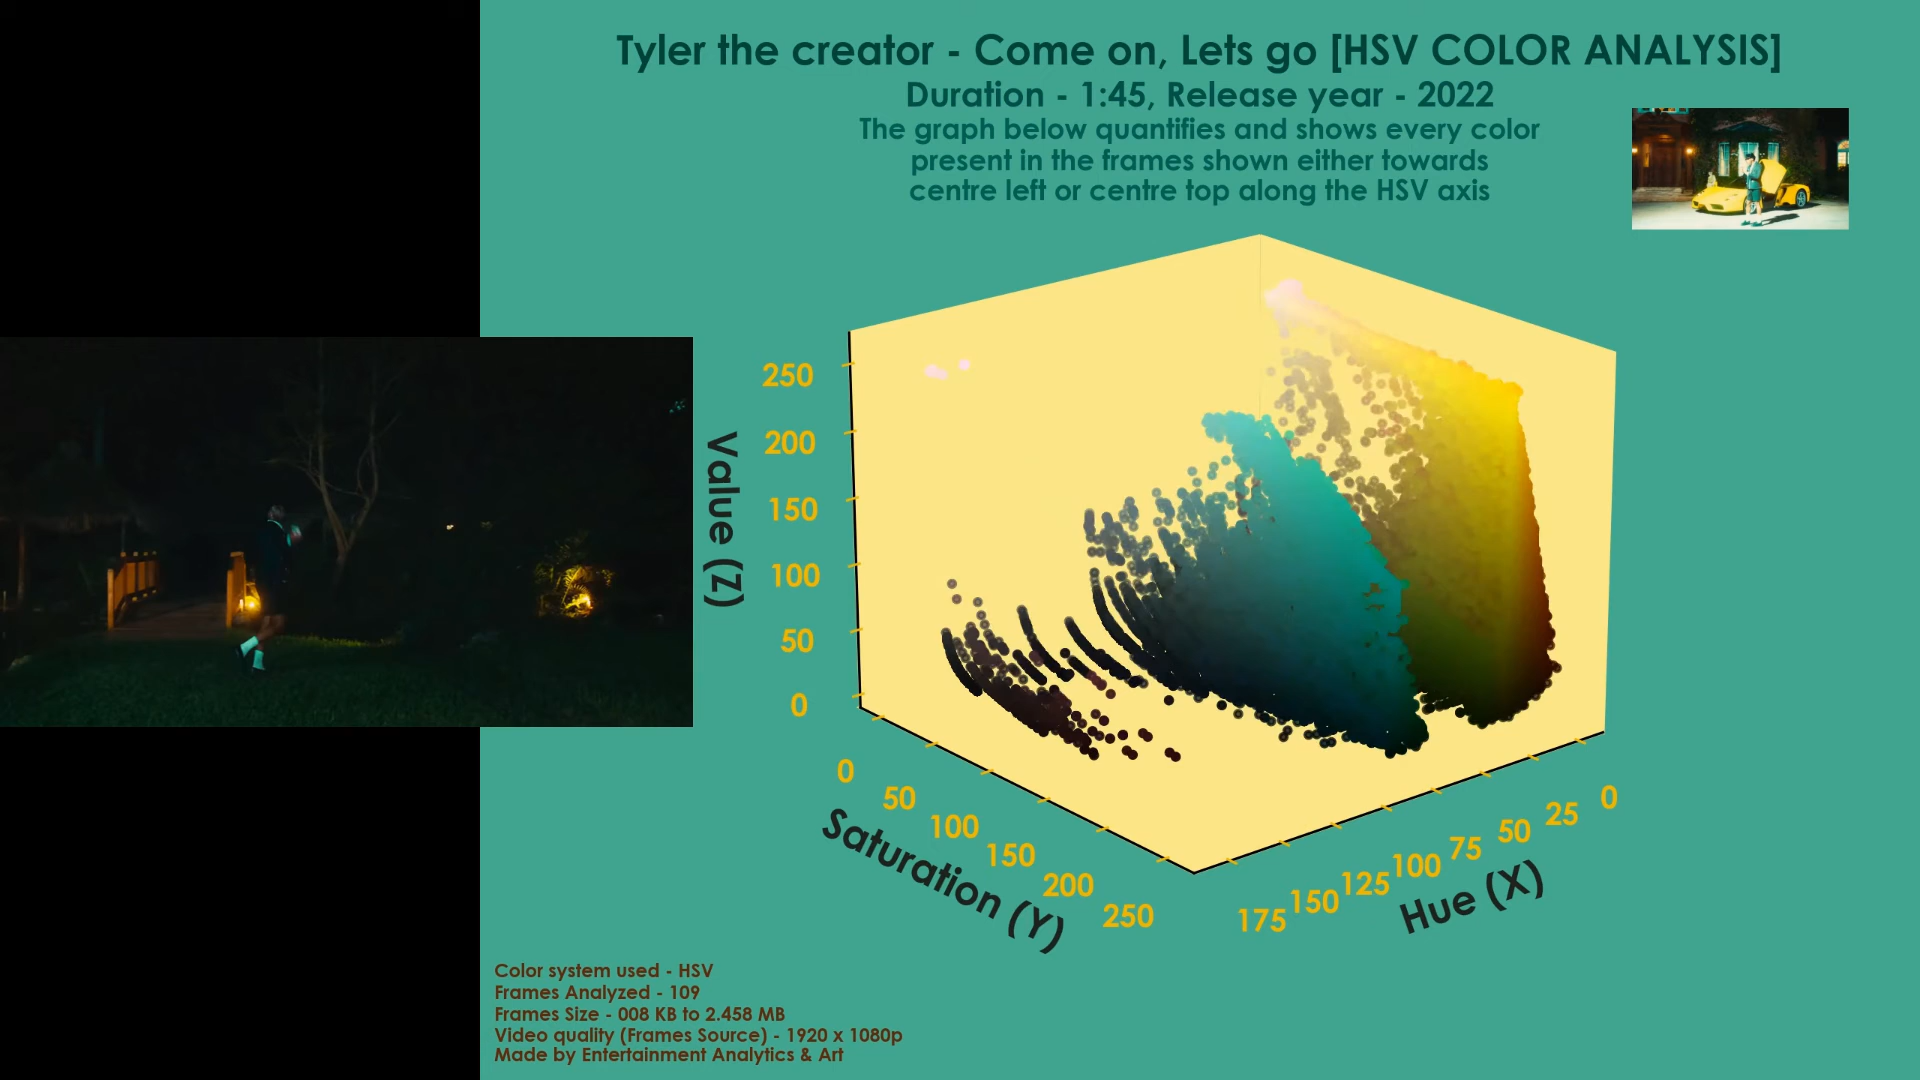 Tyler the creator - Come on, Lets go [HSV COLOR ANALYSIS]
Duration - 1:45, Release year - 2022
The graph below quantifies and shows every color
present in the frames shown either towards
centre left or centre top along the HSV axis
250
200
150
100
50
0
Value (Z)
0
50
100
150
200
250
Saturation (Y)
175
150
125
100
75
50
25
0
Hue (X)
Color system used - HSV
Frames Analyzed - 109
Frames Size - 008 KB to 2.458 MB
Video quality (Frames Source) - 1920 x 1080p
Made by Entertainment Analytics & Art